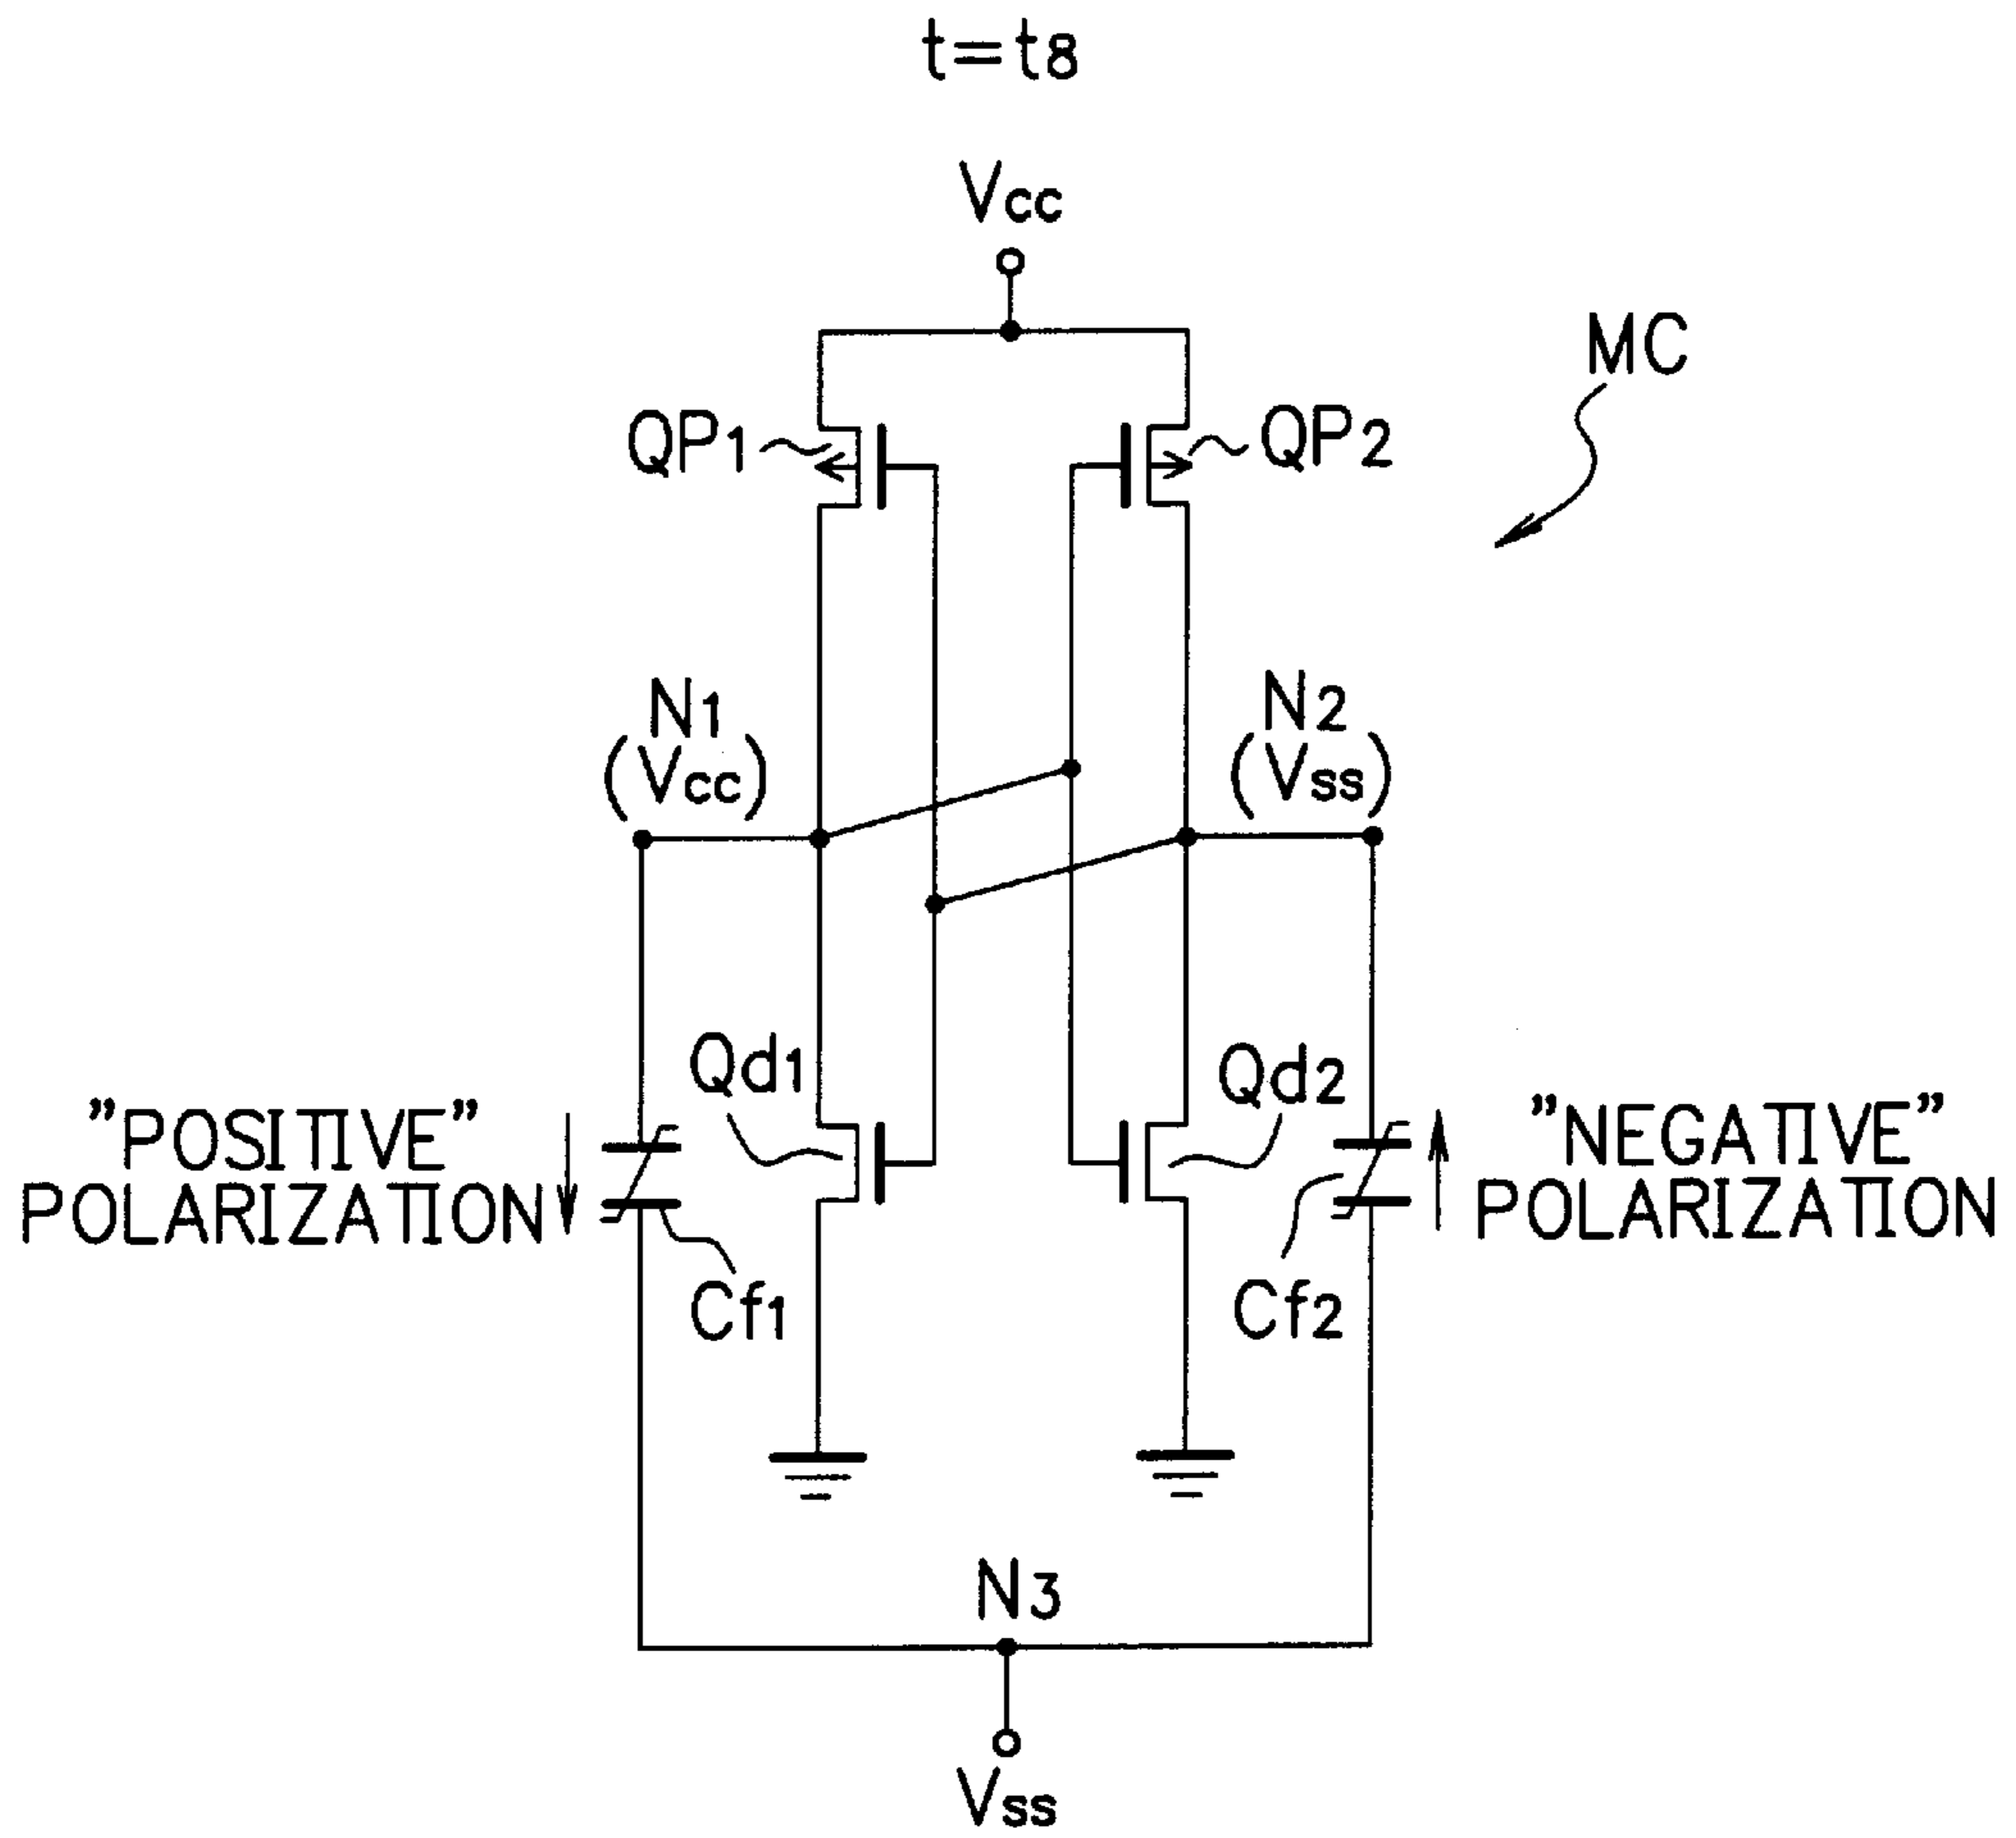 t=t8
Vcc
MC
QP1
QP2
N1
(Vcc)
N2
(Vss)
Qd1
Qd2
"POSITIVE"
POLARIZATION
"NEGATIVE"
POLARIZATION
Cf1
Cf2
N3
Vss